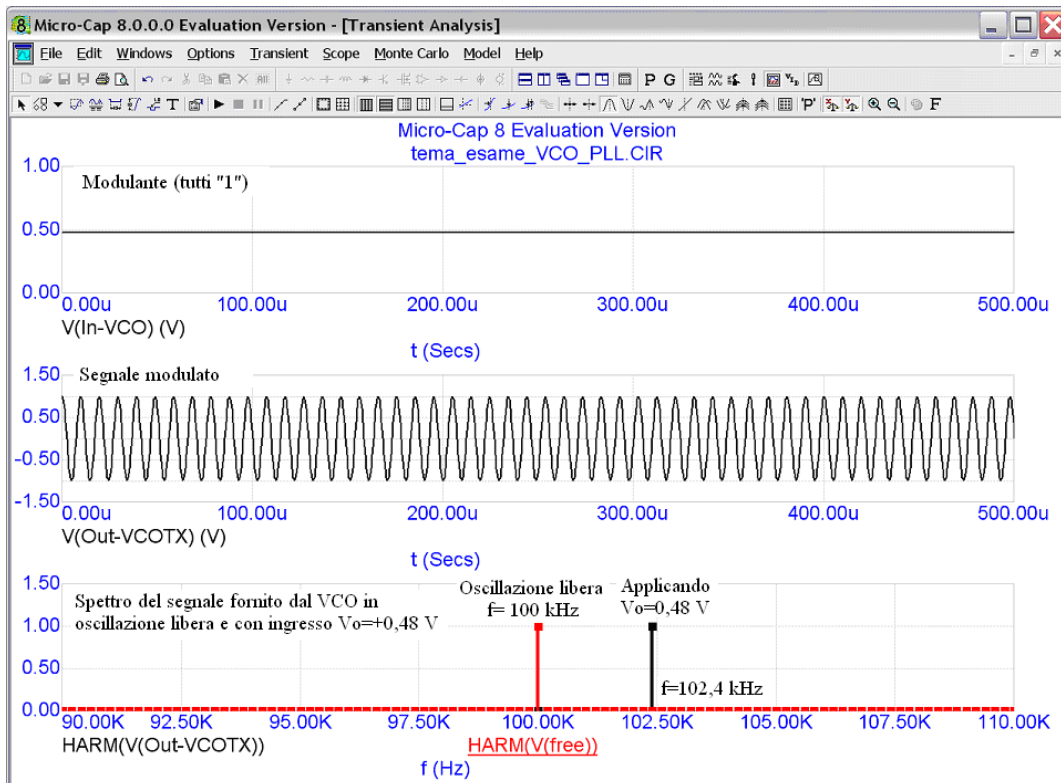 Micro-Cap 8.0.0.0 Evaluation Version - [Transient Analysis]
File Edit Windows Options Transient Scope Monte Carlo Model Help
P G
T 'P' F
Micro-Cap 8 Evaluation Version
tema_esame_VCO_PLL.CIR
1.00
Modulante (tutti "1")
0.50
0.00
0.00u 100.00u 200.00u 300.00u 400.00u 500.00u
V(In-VCO) (V)
t (Secs)
1.50
Segnale modulato
0.50
-0.50
-1.50
0.00u 100.00u 200.00u 300.00u 400.00u 500.00u
V(Out-VCOTX) (V)
t (Secs)
1.50
Oscillazione libera
f= 100 kHz
Applicando
Vo=0,48 V
Spettro del segnale fornito dal VCO in
oscillazione libera e con ingresso Vo=+0,48 V
1.00
0.50
f=102,4 kHz
0.00
90.00K 92.50K 95.00K 97.50K 100.00K 102.50K 105.00K 107.50K 110.00K
HARM(V(Out-VCOTX)) HARM(V(free))
f (Hz)